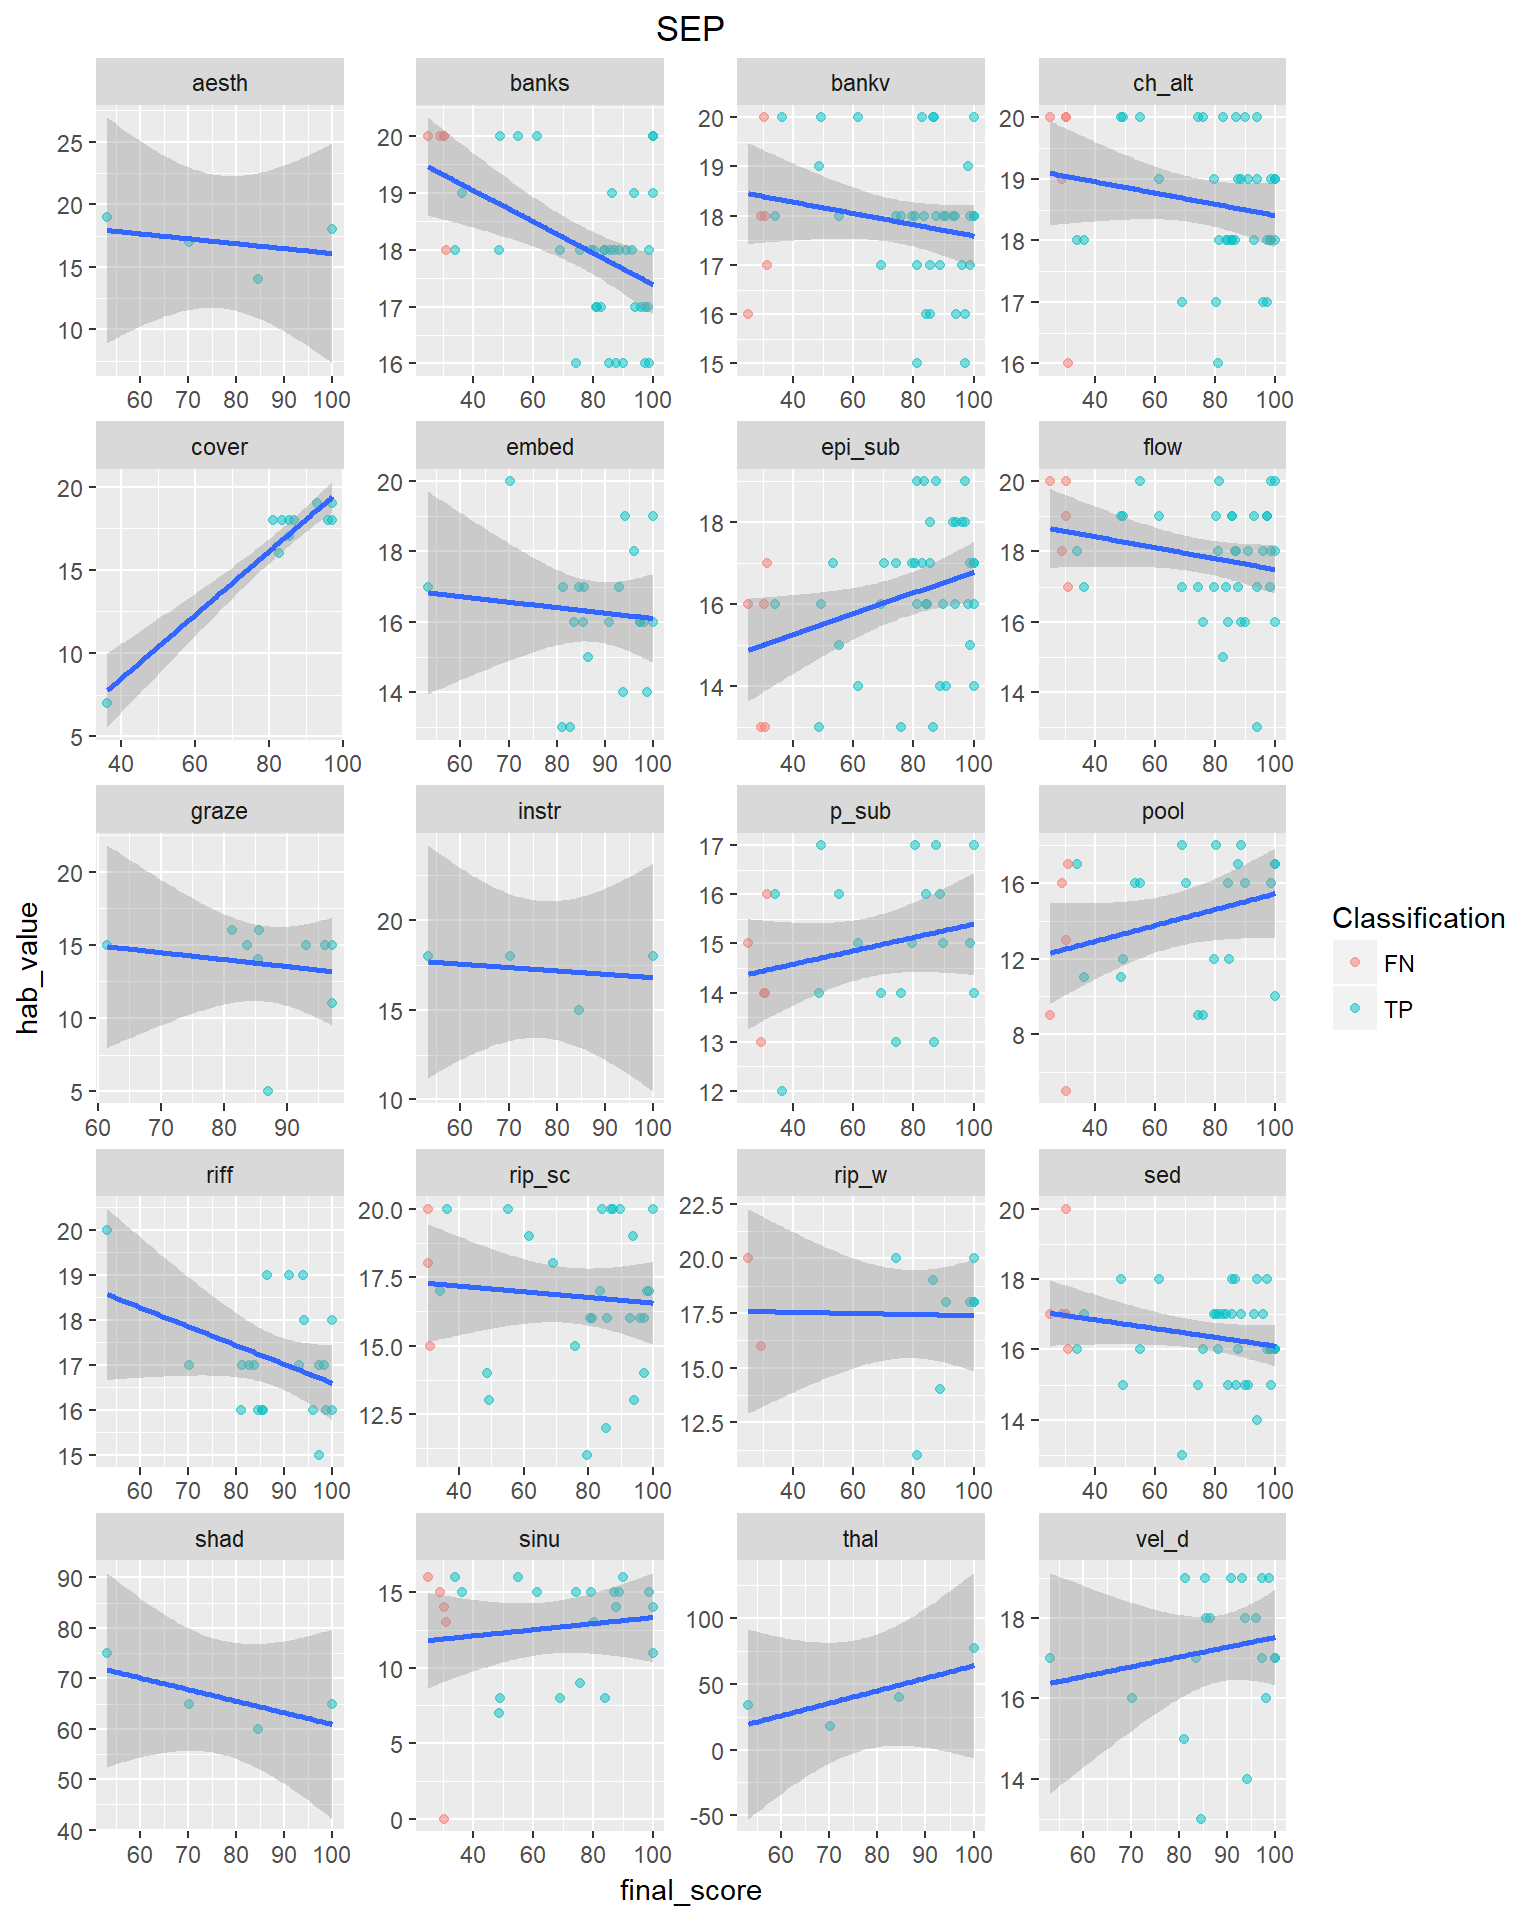 SEP
aesth banks bankv ch_alt
25 20 15 10
20 19 18 17 16
20 19 18 17 16 15
20 19 18 17 16
60 70 80 90 100 40 60 80 100 40 60 80 100 40 60 80 100
cover embed epi_sub flow
20 15 10 5
20 18 16 14
18 16 14
20 18 16 14
40 60 80 100 60 70 80 90 100 40 60 80 100 40 60 80 100
graze instr p_sub pool
20 15 10 5
20 15 10
17 16 15 14 13 12
16 12 8
60 70 80 90 60 70 80 90 100 40 60 80 100 40 60 80 100
riff rip_sc rip_w sed
20 19 18 17 16 15
20.0 17.5 15.0 12.5
22.5 20.0 17.5 15.0 12.5
20 18 16 14
60 70 80 90 100 40 60 80 100 40 60 80 100 40 60 80 100
shad sinu thal vel_d
90 80 70 60 50 40
15 10 5 0
100 50 0 -50
18 16 14
60 70 80 90 100 40 60 80 100 60 70 80 90 100 60 70 80 90 100
final_score
hab_value
Classification
FN
TP